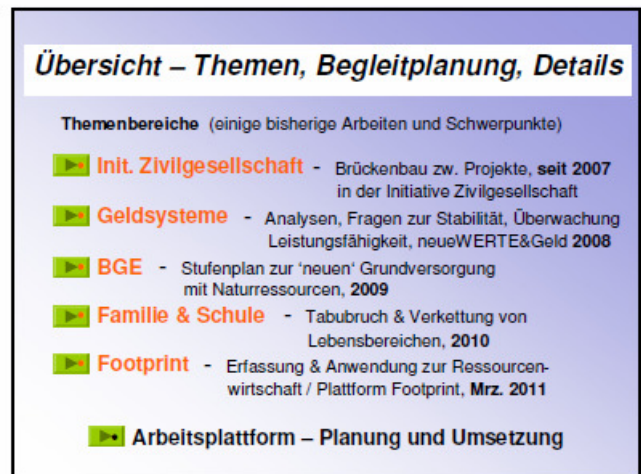 Übersicht – Themen, Begleitplanung, Details
Themenbereiche (einige bisherige Arbeiten und Schwerpunkte)
Init. Zivilgesellschaft - Brückenbau zw. Projekte, seit 2007
in der Initiative Zivilgesellschaft
Geldsysteme - Analysen, Fragen zur Stabilität, Überwachung
Leistungsfähigkeit, neueWERTE&Geld 2008
BGE - Stufenplan zur 'neuen' Grundversorgung
mit Naturressourcen, 2009
Familie & Schule - Tabubruch & Verkettung von
Lebensbereichen, 2010
Footprint - Erfassung & Anwendung zur Ressourcen-
wirtschaft / Plattform Footprint, Mrz. 2011
Arbeitsplattform – Planung und Umsetzung